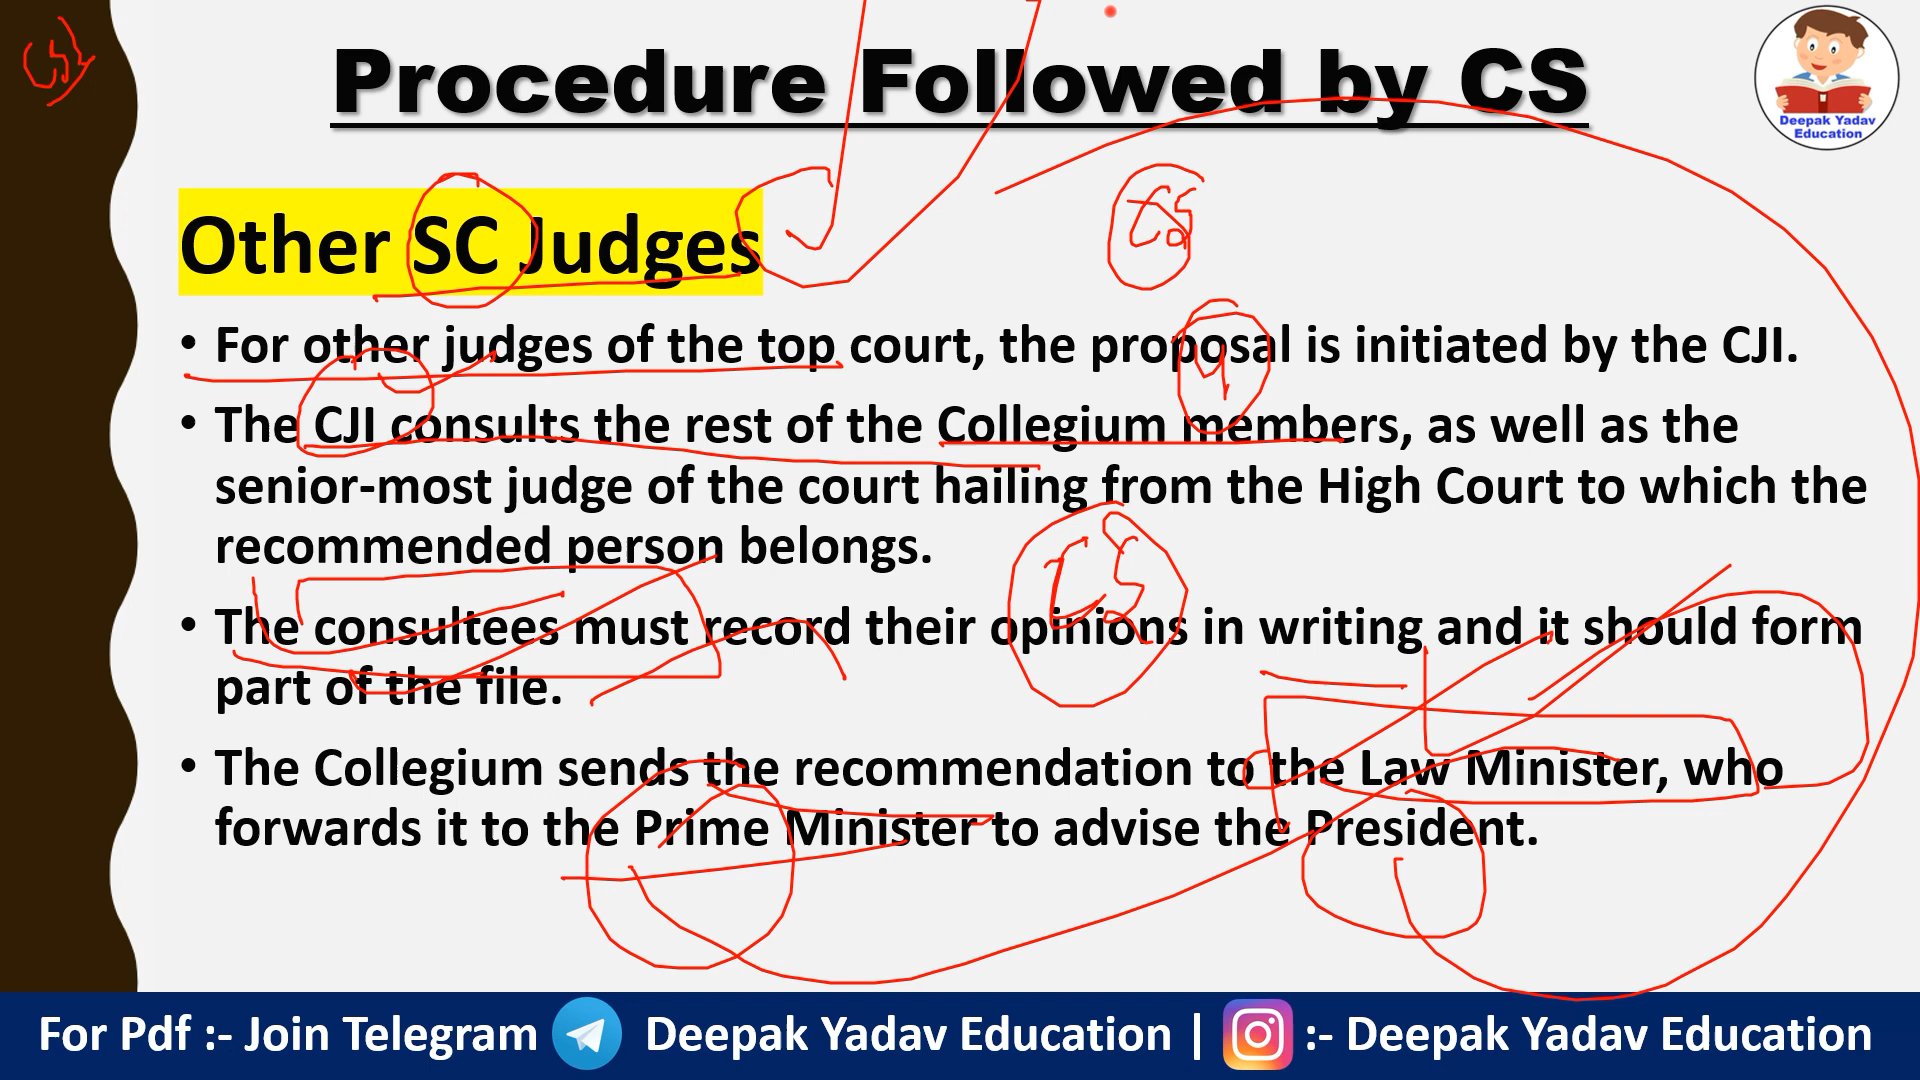 Procedure Followed by CS
Deepak Yadav
Education
Other SC Judges
• For other judges of the top court, the proposal is initiated by the CJI.
• The CJI consults the rest of the Collegium members, as well as the
senior-most judge of the court hailing from the High Court to which the
recommended person belongs.
• The consultees must record their opinions in writing and it should form
part of the file.
• The Collegium sends the recommendation to the Law Minister, who
forwards it to the Prime Minister to advise the President.
For Pdf :- Join Telegram Deepak Yadav Education | :- Deepak Yadav Education